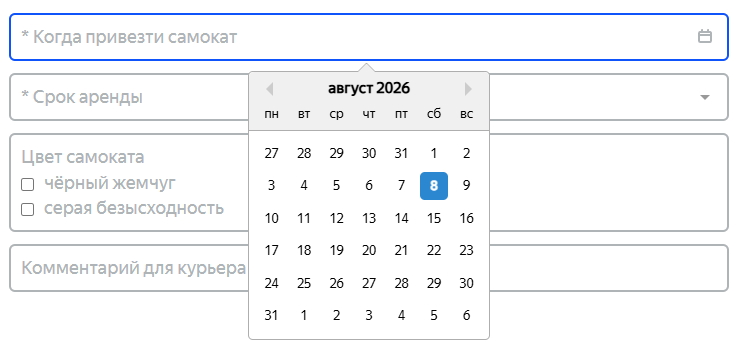 * Когда привезти самокат
август 2026
* Срок аренды
пн вт ср чт пт сб вс
Цвет самоката
27 28 29 30 31 1 2
чёрный жемчуг
3 4 5 6 7 8 9
серая безысходность
10 11 12 13 14 15 16
17 18 19 20 21 22 23
Комментарий для курьера
24 25 26 27 28 29 30
31 1 2 3 4 5 6